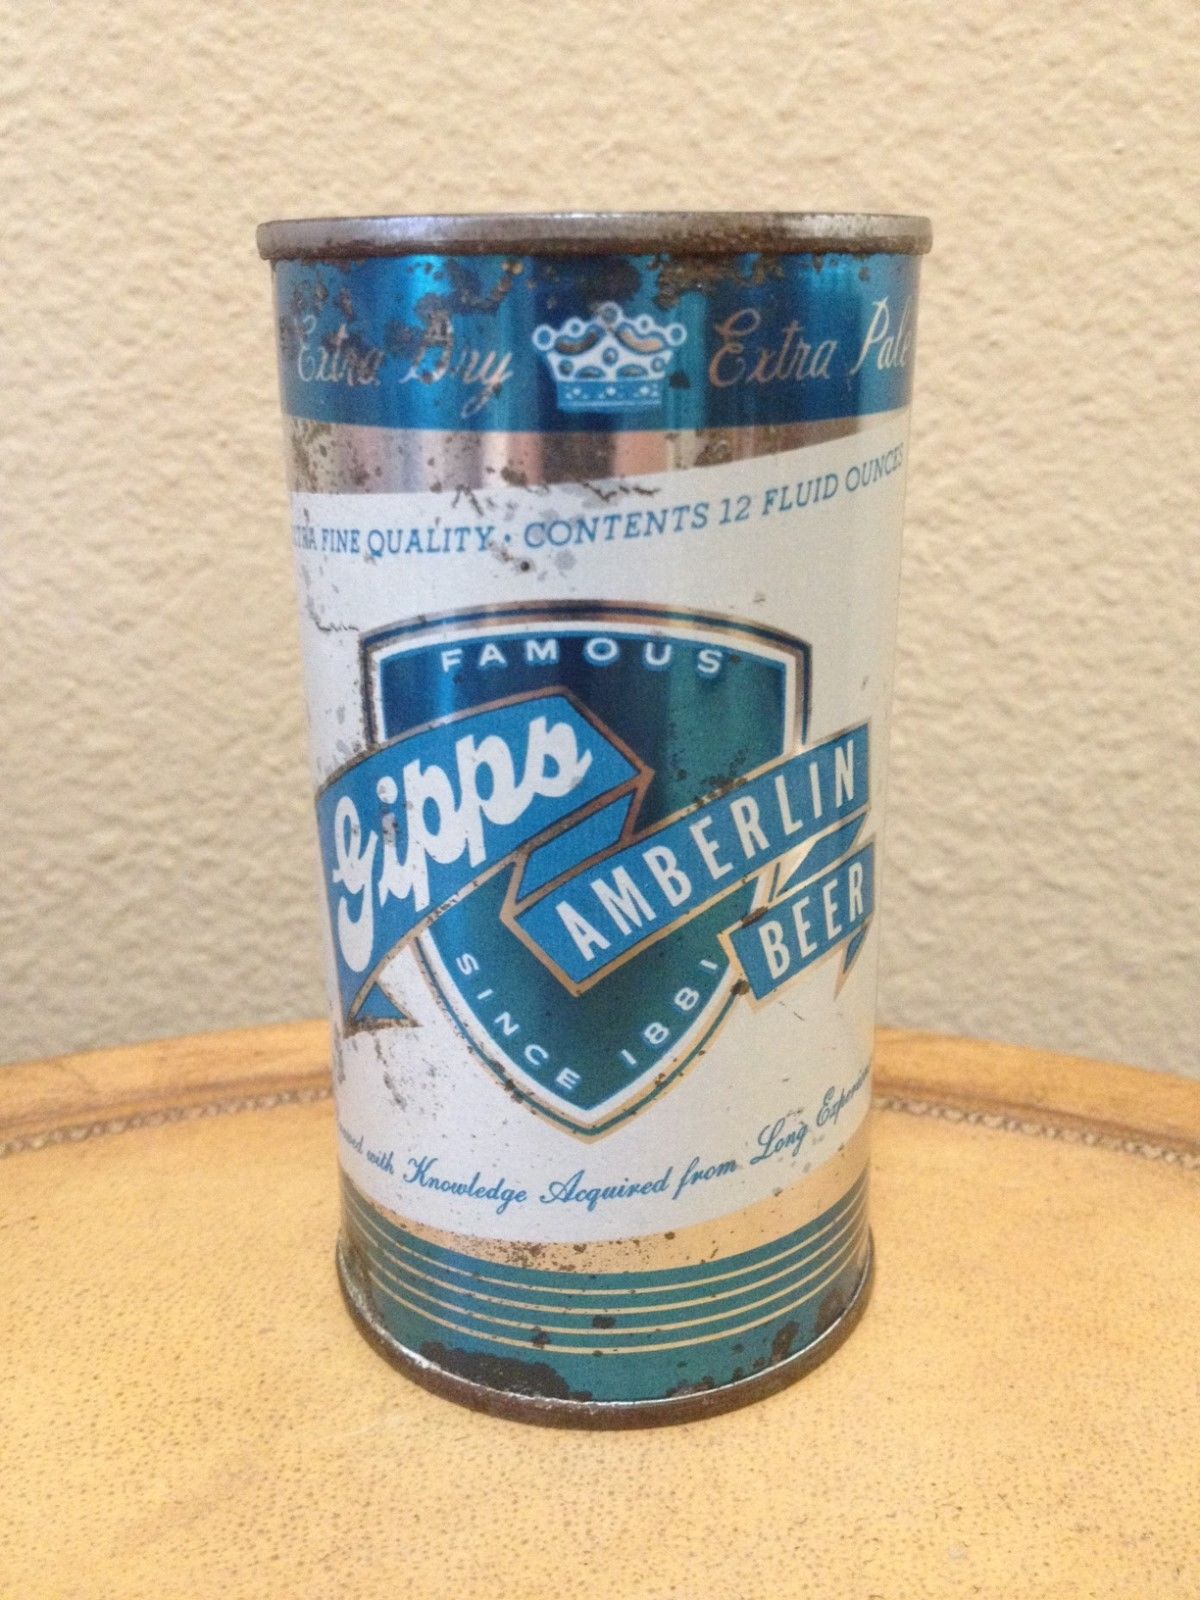 Extra Dry Extra Pale
FINE QUALITY · CONTENTS 12 FLUID OUNCES
FAMOUS
Gipps
AMBERLIN
BEER
SINCE 1881
with Knowledge Acquired from Long